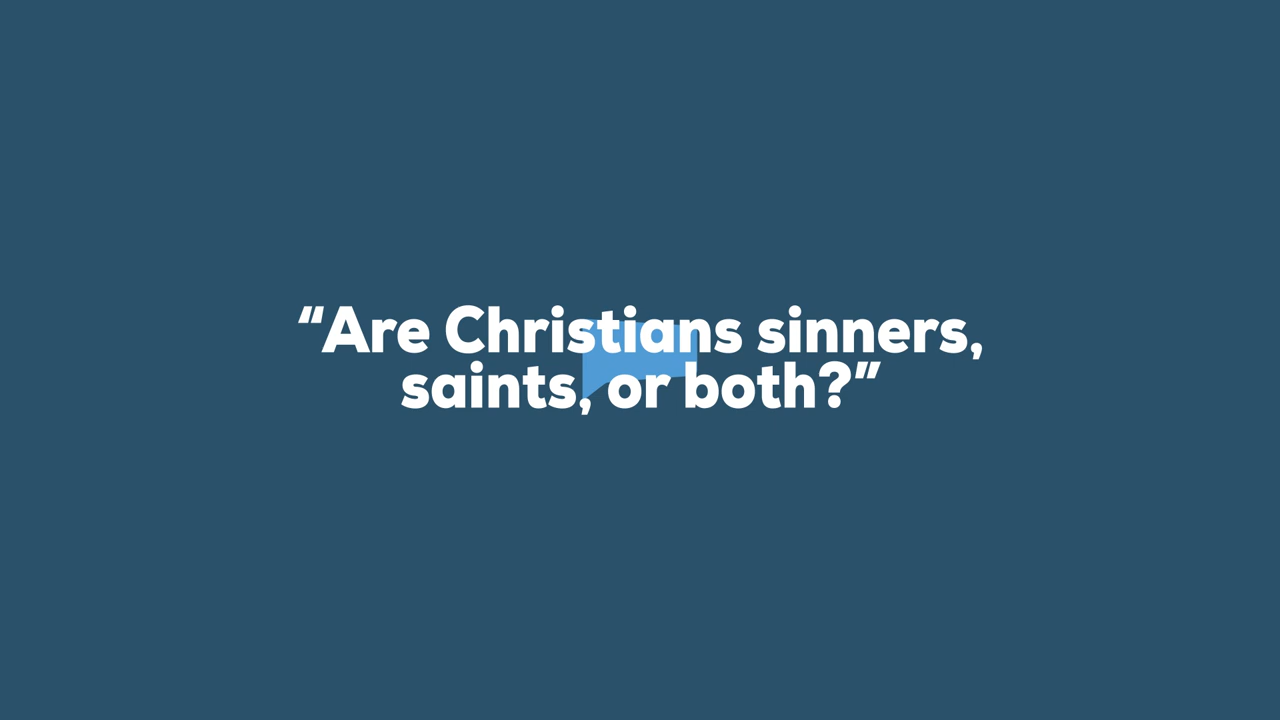 “Are Christians sinners,
saints, or both?”